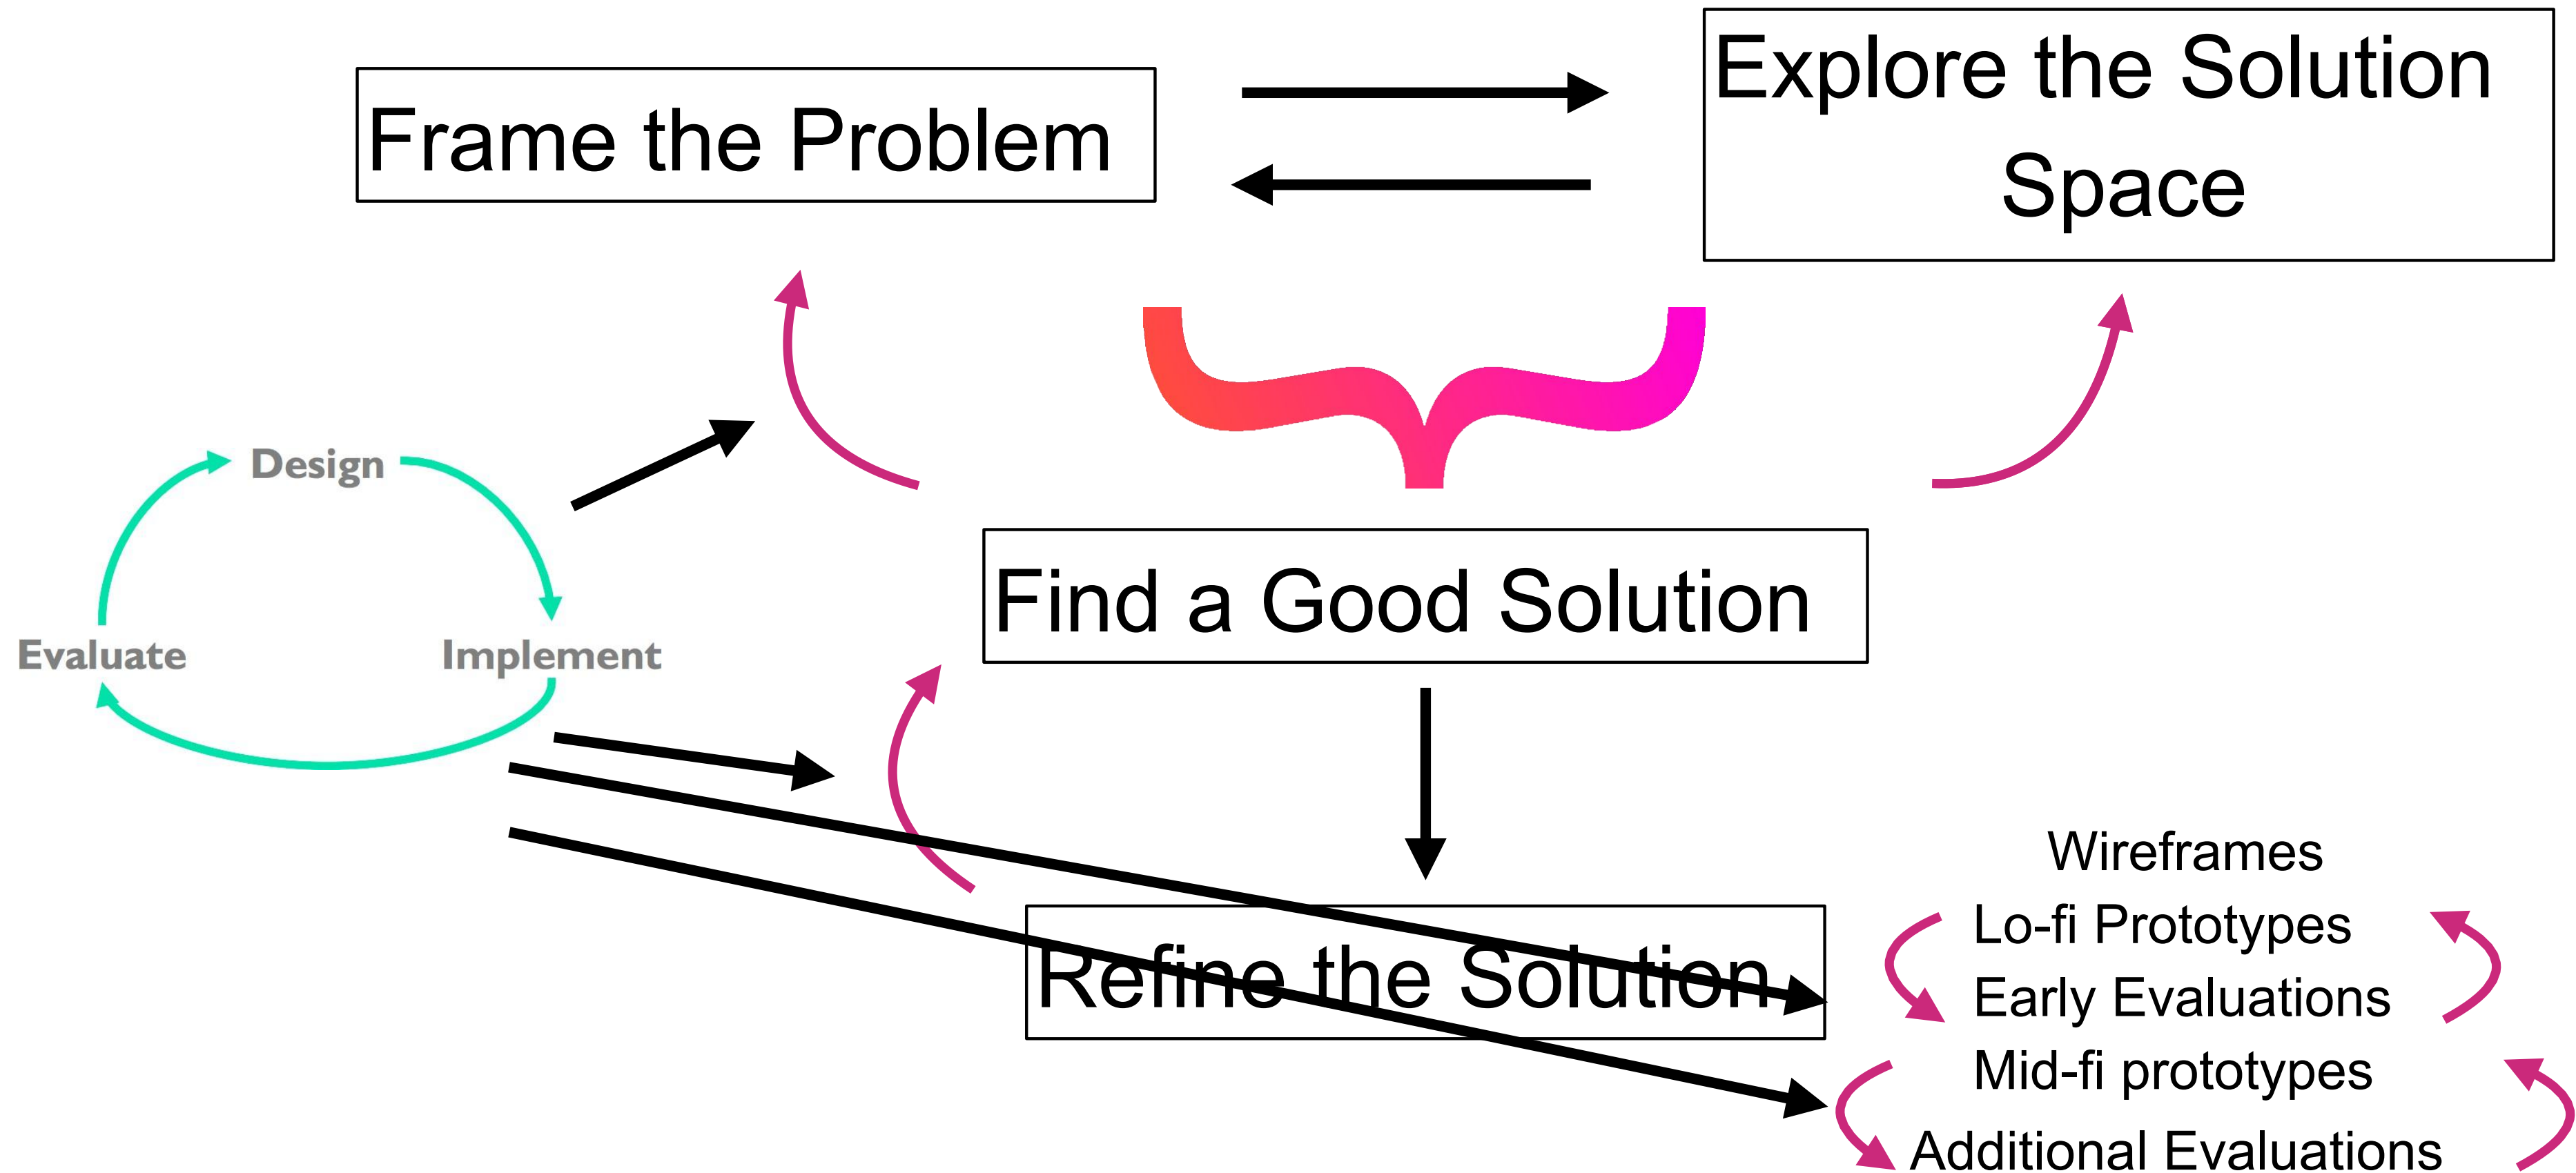 Frame the Problem
Explore the Solution
Space
Design
Evaluate
Implement
Find a Good Solution
Refine the Solution
Wireframes
Lo-fi Prototypes
Early Evaluations
Mid-fi prototypes
Additional Evaluations